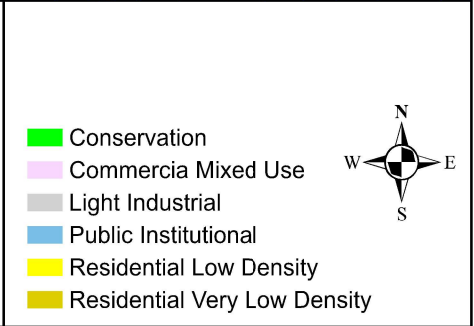 N
W E
S
Conservation
Commercia Mixed Use
Light Industrial
Public Institutional
Residential Low Density
Residential Very Low Density